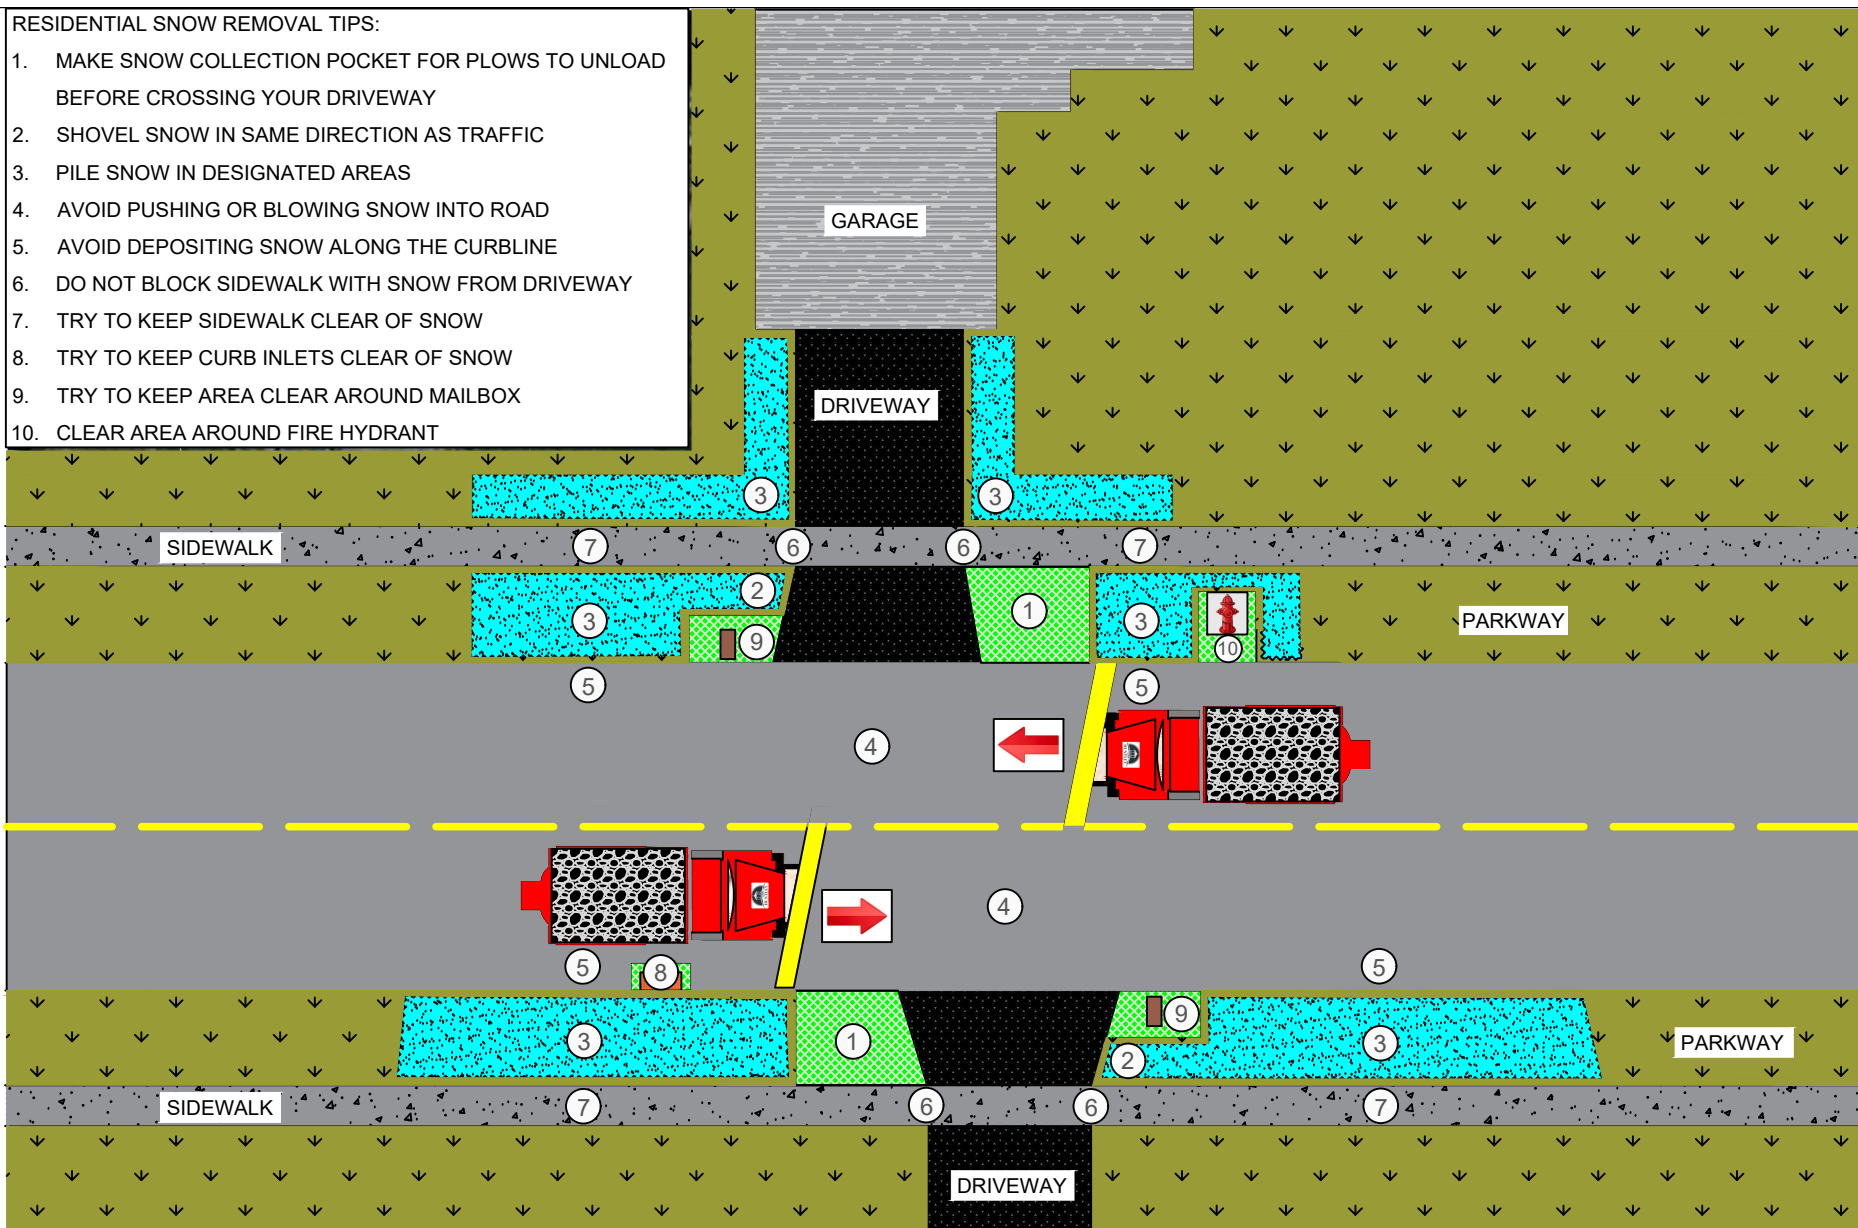 RESIDENTIAL SNOW REMOVAL TIPS:
1. MAKE SNOW COLLECTION POCKET FOR PLOWS TO UNLOAD
BEFORE CROSSING YOUR DRIVEWAY
2. SHOVEL SNOW IN SAME DIRECTION AS TRAFFIC
3. PILE SNOW IN DESIGNATED AREAS
4. AVOID PUSHING OR BLOWING SNOW INTO ROAD
5. AVOID DEPOSITING SNOW ALONG THE CURBLINE
6. DO NOT BLOCK SIDEWALK WITH SNOW FROM DRIVEWAY
7. TRY TO KEEP SIDEWALK CLEAR OF SNOW
8. TRY TO KEEP CURB INLETS CLEAR OF SNOW
9. TRY TO KEEP AREA CLEAR AROUND MAILBOX
10. CLEAR AREA AROUND FIRE HYDRANT
GARAGE
DRIVEWAY
3 3
SIDEWALK 7 6 6 7
2
3 1 3 PARKWAY
9 10
5 5
4
4
5 8 5
9
3 1 3 PARKWAY
2
SIDEWALK 7 6 6 7
DRIVEWAY